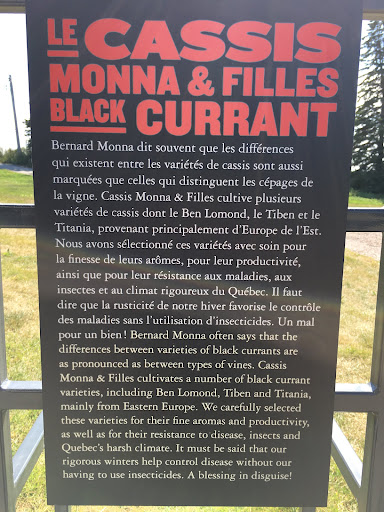 LE CASSIS
MONNA & FILLES
BLACK CURRANT
Bernard Monna dit souvent que les différences
qui existent entre les variétés de cassis sont aussi
marquées que celles qui distinguent les cépages de
la vigne. Cassis Monna & Filles cultive plusieurs
variétés de cassis dont le Ben Lomond, le Tiben et le
Titania, provenant principalement d'Europe de l'Est.
Nous avons sélectionné ces variétés avec soin pour
la finesse de leurs arômes, pour leur productivité,
ainsi que pour leur résistance aux maladies, aux
insectes et au climat rigoureux du Québec. Il faut
dire que la rusticité de notre hiver favorise le contrôle
des maladies sans l'utilisation d'insecticides. Un mal
pour un bien! Bernard Monna often says that the
differences between varieties of black currants are
as pronounced as between types of vines. Cassis
Monna & Filles cultivates a number of black currant
varieties, including Ben Lomond, Tiben and Titania,
mainly from Eastern Europe. We carefully selected
these varieties for their fine aromas and productivity,
as well as for their resistance to disease, insects and
Quebec's harsh climate. It must be said that our
rigorous winters help control disease without our
having to use insecticides. A blessing in disguise!